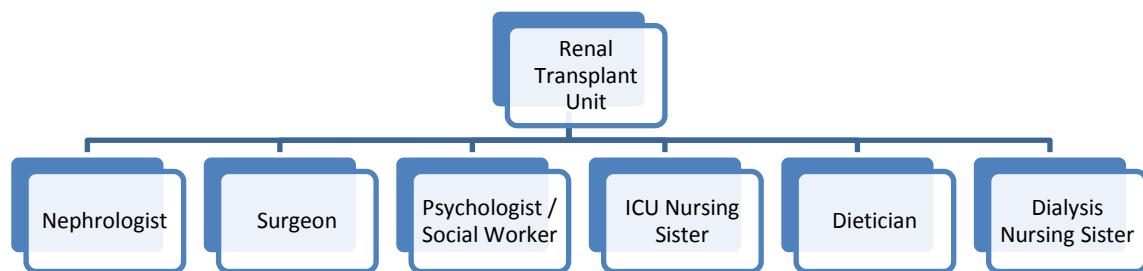 Renal
Transplant
Unit
Nephrologist
Surgeon
Psychologist /
Social Worker
ICU Nursing
Sister
Dietician
Dialysis
Nursing Sister